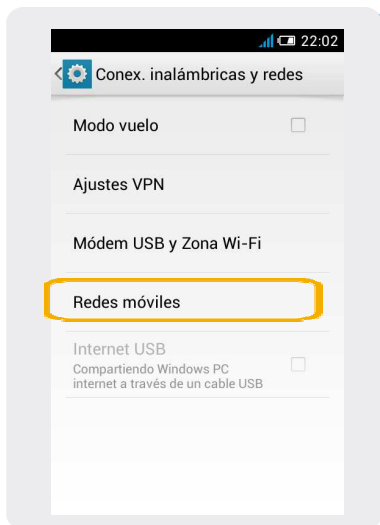 22:02
Conex. inalámbricas y redes
Modo vuelo
Ajustes VPN
Módem USB y Zona Wi-Fi
Redes móviles
Internet USB
Compartiendo Windows PC
internet a través de un cable USB